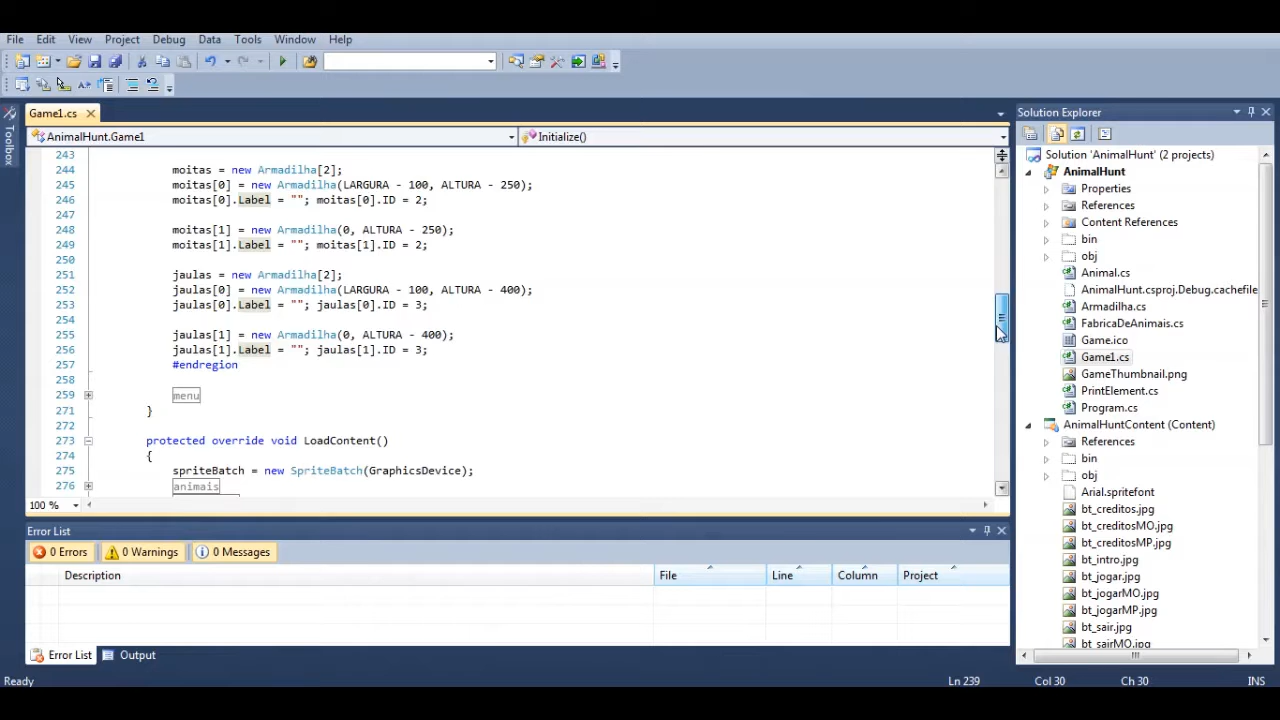 File Edit View Project Debug Data Tools Window Help
Game1.cs
Solution Explorer
Toolbox
AnimalHunt.Game1
Initialize()
243
244 moitas = new Armadilha[2];
245 moitas[0] = new Armadilha(LARGURA - 100, ALTURA - 250);
246 moitas[0].Label = ""; moitas[0].ID = 2;
247
248 moitas[1] = new Armadilha(0, ALTURA - 250);
249 moitas[1].Label = ""; moitas[1].ID = 2;
250
251 jaulas = new Armadilha[2];
252 jaulas[0] = new Armadilha(LARGURA - 100, ALTURA - 400);
253 jaulas[0].Label = ""; jaulas[0].ID = 3;
254
255 jaulas[1] = new Armadilha(0, ALTURA - 400);
256 jaulas[1].Label = ""; jaulas[1].ID = 3;
257 #endregion
258
259 menu
271 }
272
273 protected override void LoadContent()
274 {
275 spriteBatch = new SpriteBatch(GraphicsDevice);
276 animais
100 %
Solution 'AnimalHunt' (2 projects)
AnimalHunt
Properties
References
Content References
bin
obj
Animal.cs
AnimalHunt.csproj.Debug.cachefile
Armadilha.cs
FabricaDeAnimais.cs
Game.ico
Game1.cs
GameThumbnail.png
PrintElement.cs
Program.cs
AnimalHuntContent (Content)
References
bin
obj
Arial.spritefont
bt_creditos.jpg
bt_creditosMO.jpg
bt_creditosMP.jpg
bt_intro.jpg
bt_jogar.jpg
bt_jogarMO.jpg
bt_jogarMP.jpg
bt_sair.jpg
bt_sairMO.jpg
Error List
0 Errors 0 Warnings 0 Messages
Description File Line Column Project
Error List Output
Ready Ln 239 Col 30 Ch 30 INS